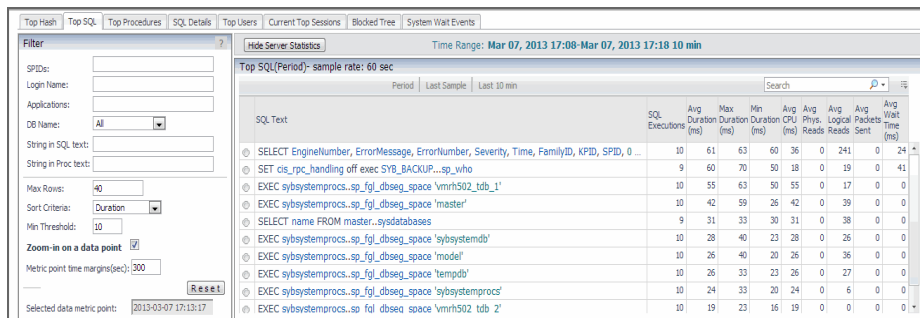 Top Hash Top SQL Top Procedures SQL Details Top Users Current Top Sessions Blocked Tree System Wait Events
Filter ?
SPIDs:
Login Name:
Applications:
DB Name: All
String in SQL text:
String in Proc text:
Max Rows: 40
Sort Criteria: Duration
Min Threshold: 10
Zoom-in on a data point
Metric point time margins(sec): 300
Reset
Selected data metric point: 2013-03-07 17:13:17
Hide Server Statistics Time Range: Mar 07, 2013 17:08-Mar 07, 2013 17:18 10 min
Top SQL(Period)- sample rate: 60 sec
Period Last Sample Last 10 min Search
SQL Text SQL Executions Avg Duration (ms) Max Duration (ms) Min Duration (ms) Avg CPU (ms) Avg Phys. Reads Avg Logical Reads Avg Packets Sent Avg Wait Time (ms)
SELECT EngineNumber, ErrorMessage, ErrorNumber, Severity, Time, FamilyID, KPID, SPID, 0 ... 10 61 63 60 36 0 241 0 24
SET cis_rpc_handling off exec SYB_BACKUP...sp_who 9 60 70 50 18 0 19 0 41
EXEC sybsystemprocs..sp_fgl_dbseg_space 'vmrh502_tdb_1' 10 55 63 50 55 0 17 0 0
EXEC sybsystemprocs..sp_fgl_dbseg_space 'master' 10 42 59 26 42 0 39 0 0
SELECT name FROM master..sysdatabases 9 31 33 30 31 0 38 0 0
EXEC sybsystemprocs..sp_fgl_dbseg_space 'sybsystemdb' 10 28 40 23 28 0 26 0 0
EXEC sybsystemprocs..sp_fgl_dbseg_space 'model' 10 26 40 20 26 0 36 0 0
EXEC sybsystemprocs..sp_fgl_dbseg_space 'tempdb' 10 26 33 23 26 0 27 0 0
EXEC sybsystemprocs..sp_fgl_dbseg_space 'sybsystemprocs' 10 24 33 20 24 0 6 0 0
EXEC sybsystemprocs..sp_fgl_dbseg_space 'vmrh502_tdb_2' 10 19 23 16 19 0 0 0 0